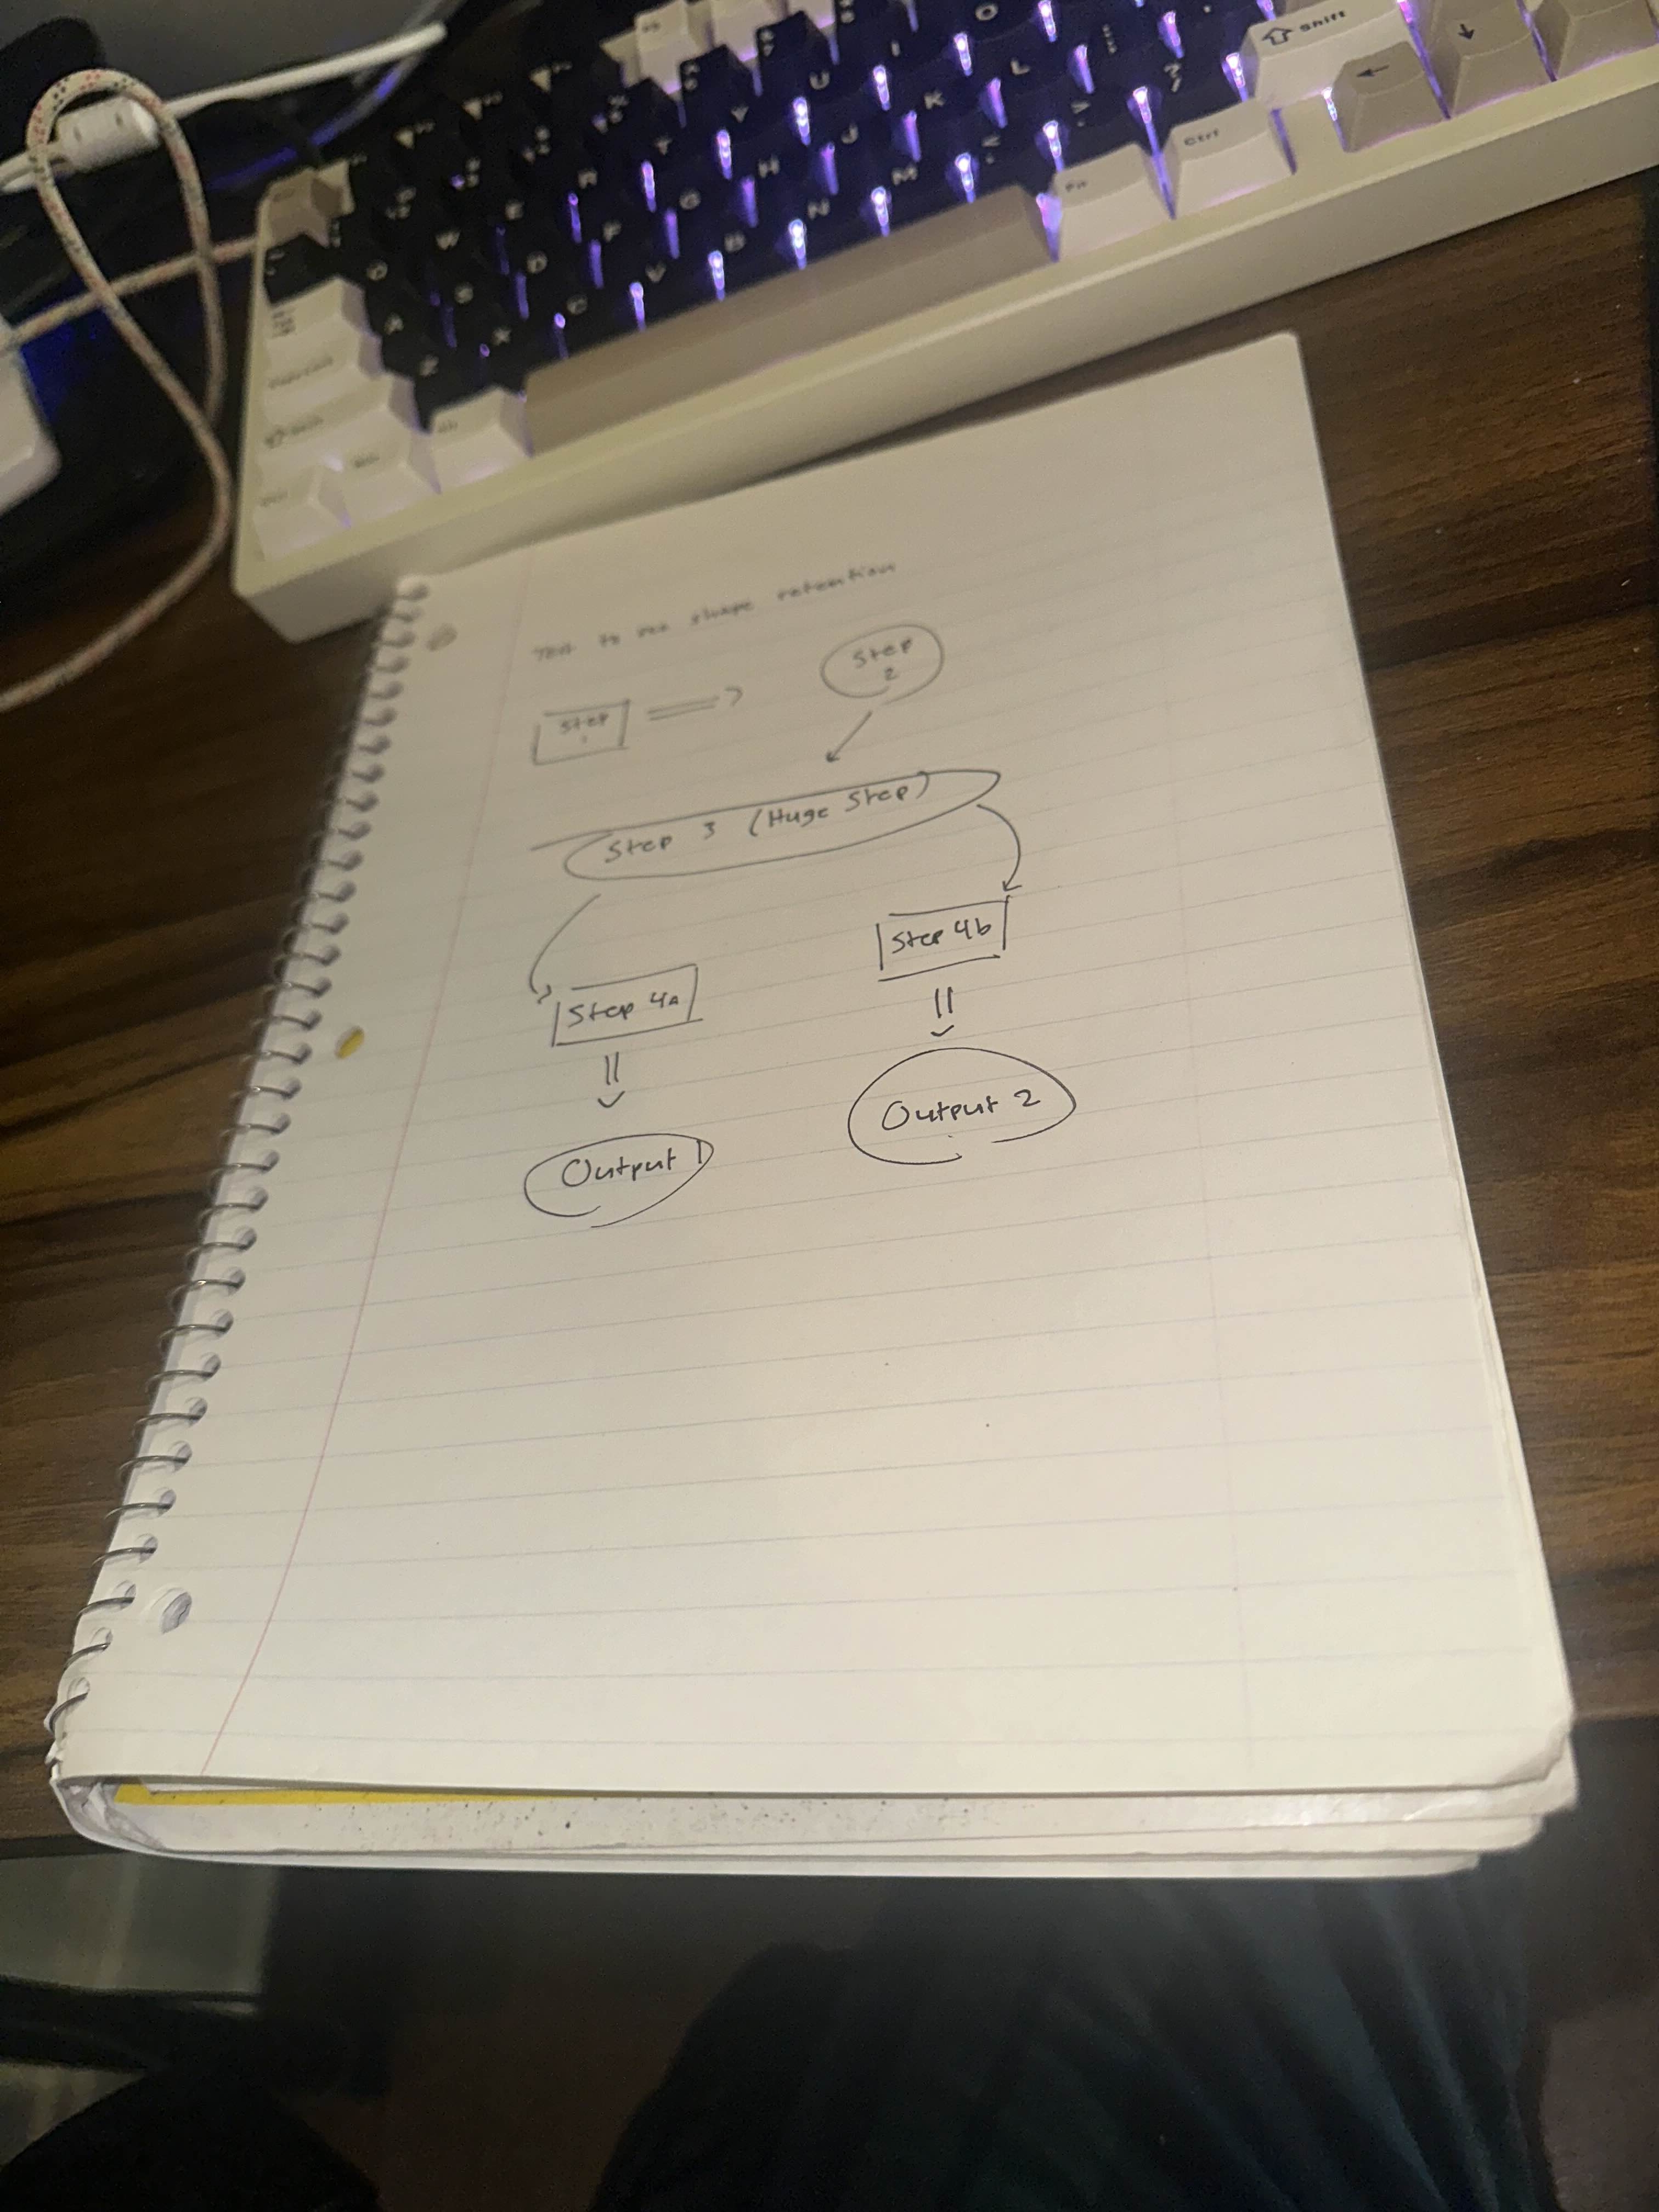 Test to see shape retention
Step
1
Step
2
Step 3 (Huge Step)
Step 4a
Step 4b
Output 1
Output 2
Shift
Ctrl
Fn
O
U
I
L
Y
J
K
T
H
M
R
G
N
E
F
B
W
D
V
S
C
A
X
Z